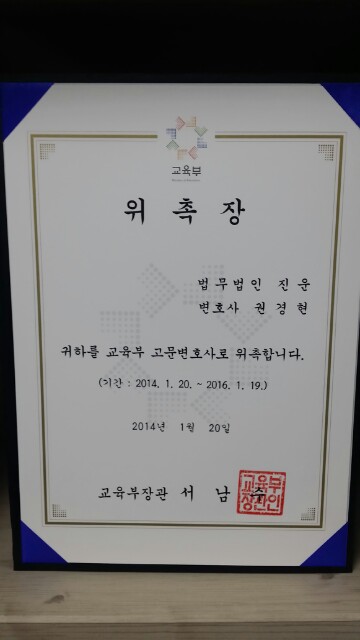 교육부
위촉장
법무법인 진운
변호사 권경현
귀하를 교육부 고문변호사로 위촉합니다.
(기간 : 2014. 1. 20. ~ 2016. 1. 19.)
2014년 1월 20일
교육부장관 서남수
교육부
장관인